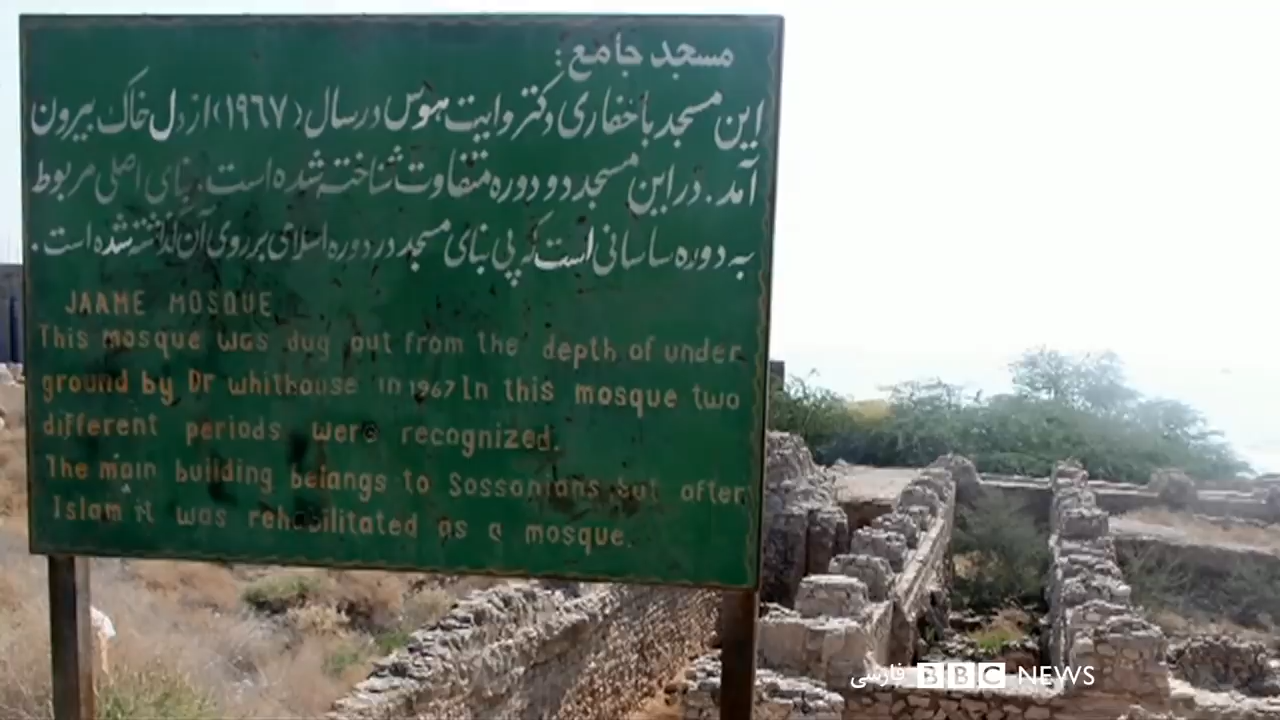 مسجد جامع:
این مسجد با حفاری دکتر وایت هوس در سال (۱۹٦۷) از دل خاک بیرون
آمد. در این مسجد دو دوره متفاوت شناخته شده است. بنای اصلی مربوط
به دوره ساسانی است که پی بنای مسجد در دوره اسلامی بر روی آن گذاشته شده است.
JAAME MOSQUE
This mosque was dug out from the depth of under
ground by Dr whithouse in 1967 In this mosque two
different periods were recognized.
The main building belangs to Sossonians but after
Islam it was rehabilitated as a mosque.
فارسی BBC NEWS